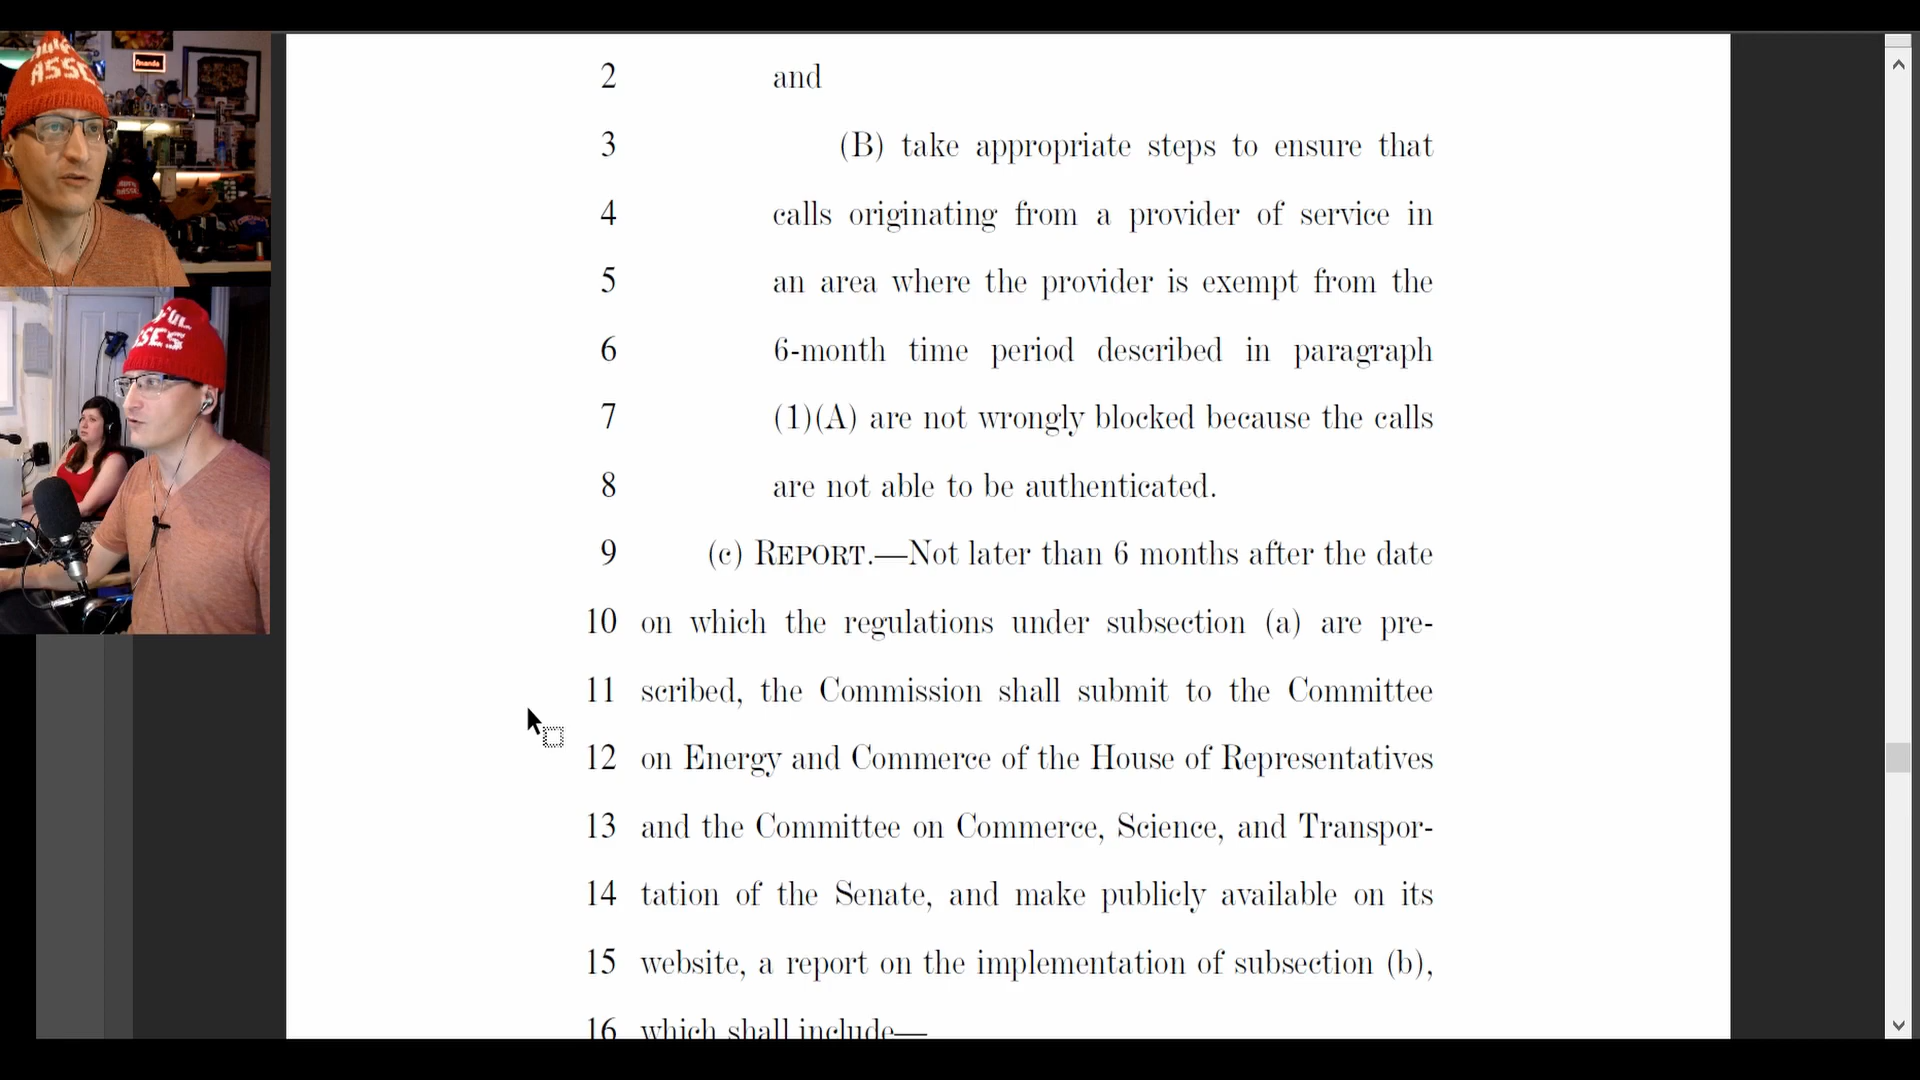 2 and
3 (B) take appropriate steps to ensure that
4 calls originating from a provider of service in
5 an area where the provider is exempt from the
6 6-month time period described in paragraph
7 (1)(A) are not wrongly blocked because the calls
8 are not able to be authenticated.
9 (c) REPORT.—Not later than 6 months after the date
10 on which the regulations under subsection (a) are pre-
11 scribed, the Commission shall submit to the Committee
12 on Energy and Commerce of the House of Representatives
13 and the Committee on Commerce, Science, and Transpor-
14 tation of the Senate, and make publicly available on its
15 website, a report on the implementation of subsection (b),
16 which shall include—